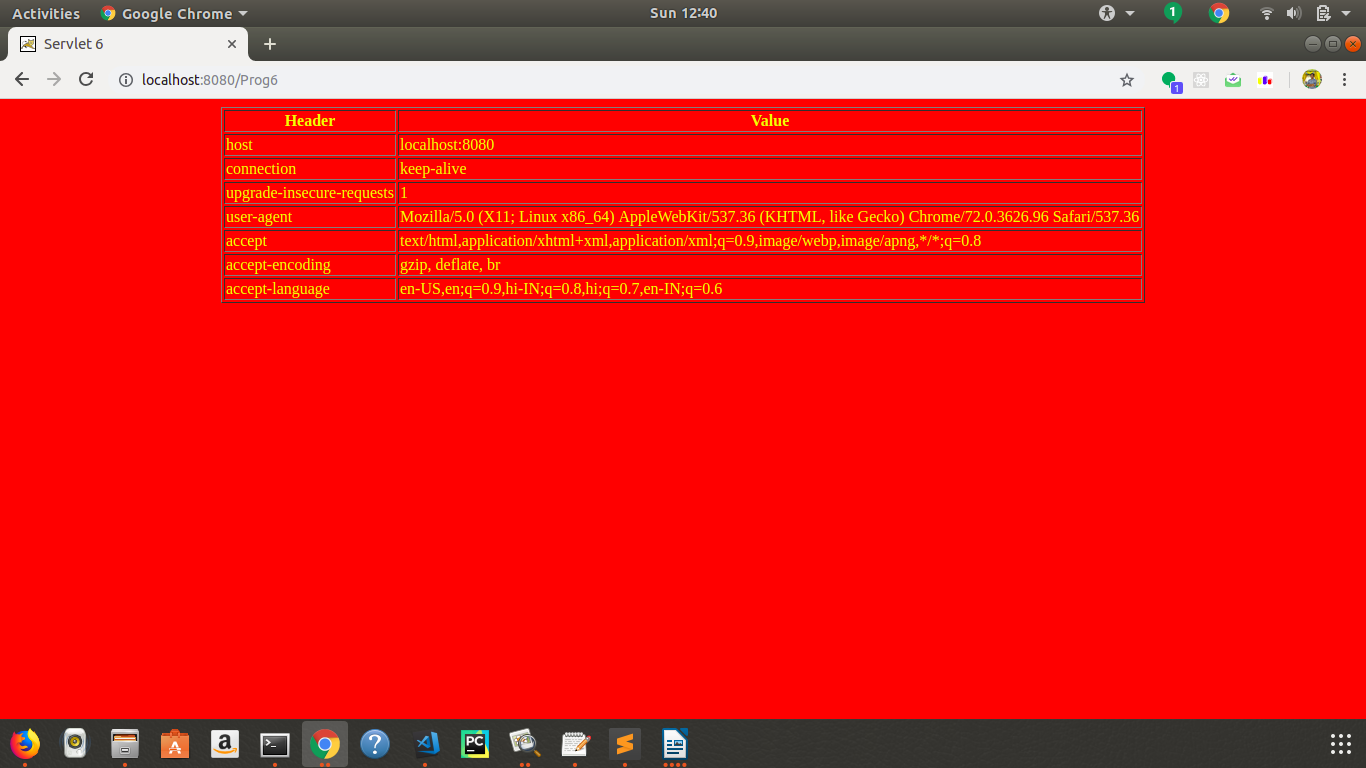 Activities Google Chrome Sun 12:40 1
Servlet 6
localhost:8080/Prog6 1
Header Value
host localhost:8080
connection keep-alive
upgrade-insecure-requests 1
user-agent Mozilla/5.0 (X11; Linux x86_64) AppleWebKit/537.36 (KHTML, like Gecko) Chrome/72.0.3626.96 Safari/537.36
accept text/html,application/xhtml+xml,application/xml;q=0.9,image/webp,image/apng,*/*;q=0.8
accept-encoding gzip, deflate, br
accept-language en-US,en;q=0.9,hi-IN;q=0.8,hi;q=0.7,en-IN;q=0.6
PC